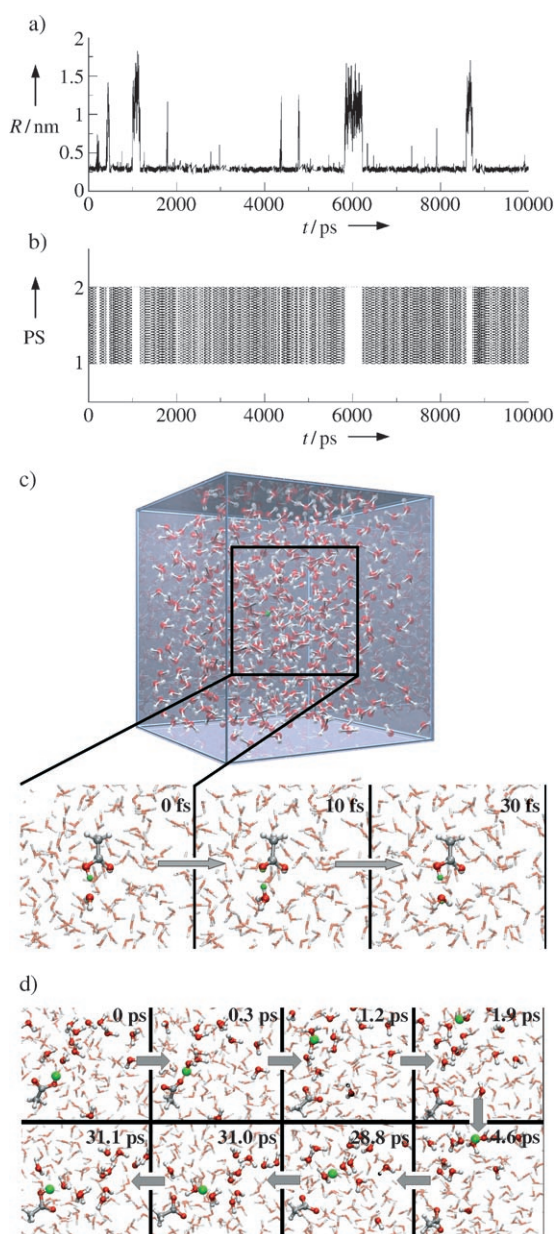 a)
2
1.5
1
0.5
0
R / nm
0 2000 4000 6000 8000 10000
t / ps
b)
2
1
PS
0 2000 4000 6000 8000 10000
t / ps
c)
0 fs 10 fs 30 fs
d)
0 ps 0.3 ps 1.2 ps 1.9 ps
31.1 ps 31.0 ps 28.8 ps 4.6 ps